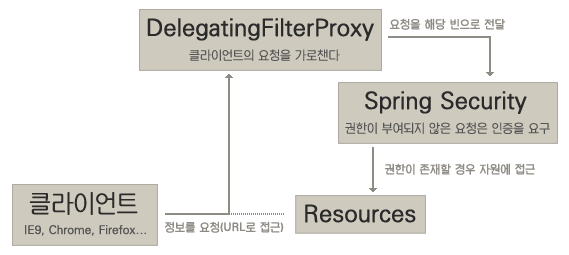 DelegatingFilterProxy
클라이언트의 요청을 가로챈다
요청을 해당 빈으로 전달
Spring Security
권한이 부여되지 않은 요청은 인증을 요구
권한이 존재할 경우 자원에 접근
클라이언트
IE9, Chrome, Firefox...
정보를 요청(URL로 접근)
Resources